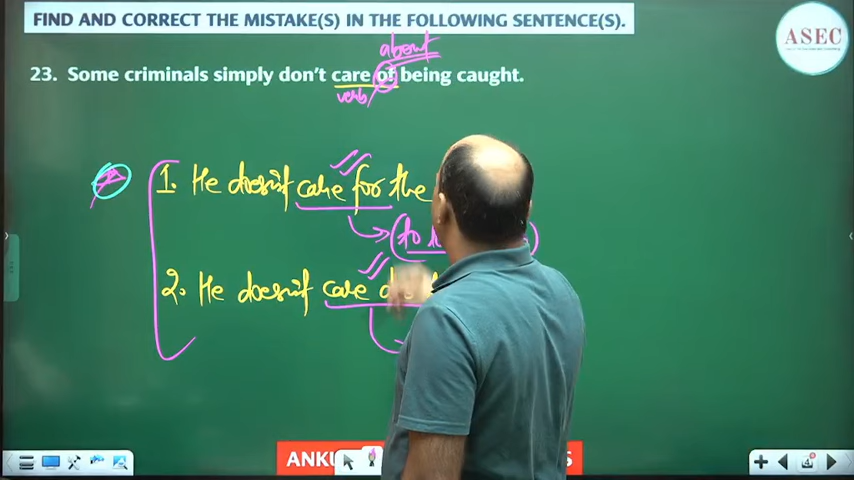 FIND AND CORRECT THE MISTAKE(S) IN THE FOLLOWING SENTENCE(S).
ASEC
about
23. Some criminals simply don't care of being caught.
verb
1. He doesn't care for the
(to
2. He doesn't care
ANKU